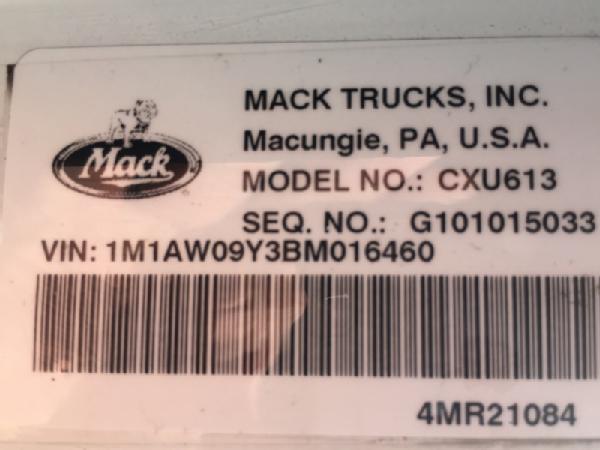 Mack
MACK TRUCKS, INC.
Macungie, PA, U.S.A.
MODEL NO.: CXU613
SEQ. NO.: G101015033
VIN: 1M1AW09Y3BM016460
4MR21084